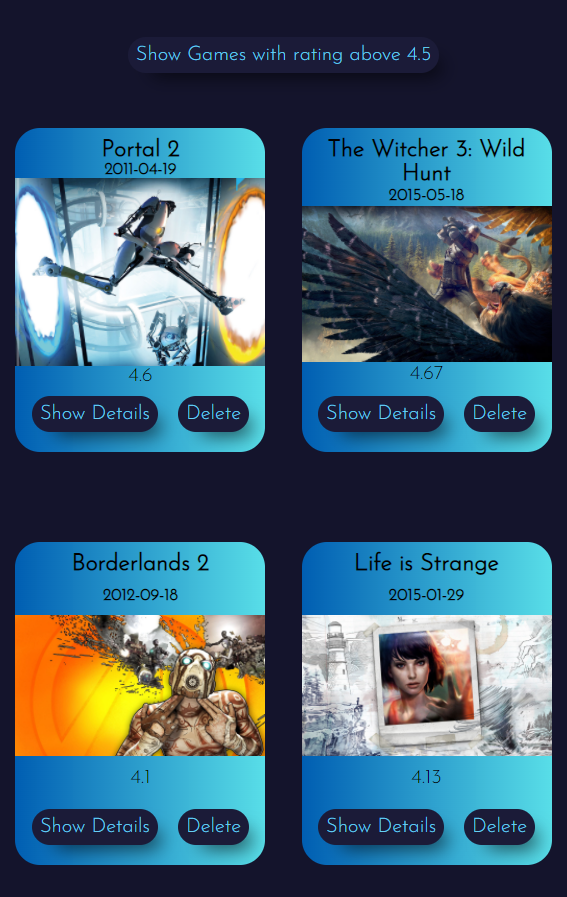 Show Games with rating above 4.5
Portal 2
2011-04-19
4.6
Show Details
Delete
The Witcher 3: Wild
Hunt
2015-05-18
4.67
Show Details
Delete
Borderlands 2
2012-09-18
4.1
Show Details
Delete
Life is Strange
2015-01-29
4.13
Show Details
Delete